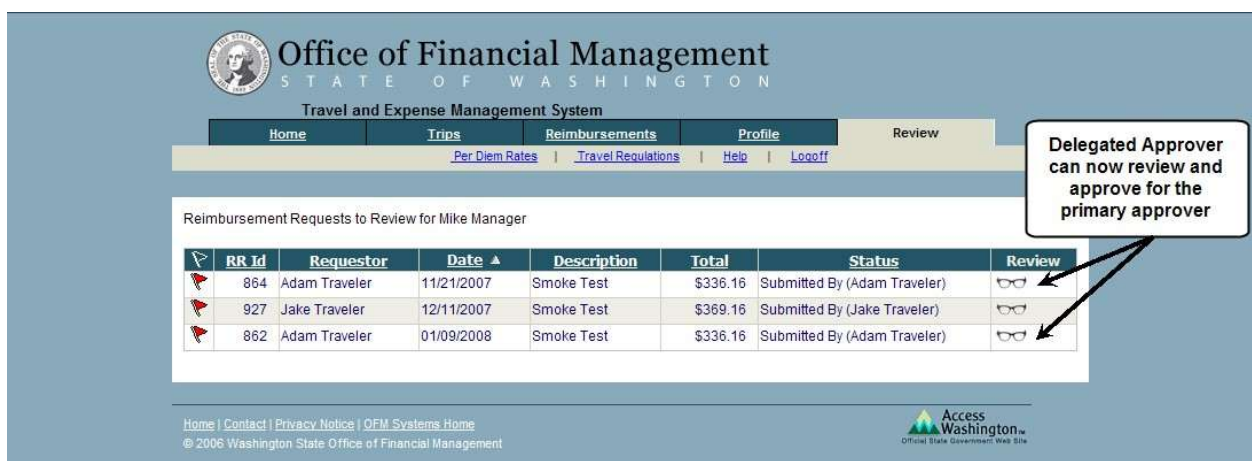 Office of Financial Management
STATE OF WASHINGTON
Travel and Expense Management System
Home Trips Reimbursements Profile Review
Per Diem Rates | Travel Regulations | Help | Logoff
Delegated Approver
can now review and
approve for the
primary approver
Reimbursement Requests to Review for Mike Manager
RR Id Requestor Date ▲ Description Total Status Review
864 Adam Traveler 11/21/2007 Smoke Test $336.16 Submitted By (Adam Traveler)
927 Jake Traveler 12/11/2007 Smoke Test $369.16 Submitted By (Jake Traveler)
862 Adam Traveler 01/09/2008 Smoke Test $336.16 Submitted By (Adam Traveler)
Home | Contact | Privacy Notice | OFM Systems Home
© 2006 Washington State Office of Financial Management
Access
Washington
Official State Government Web Site